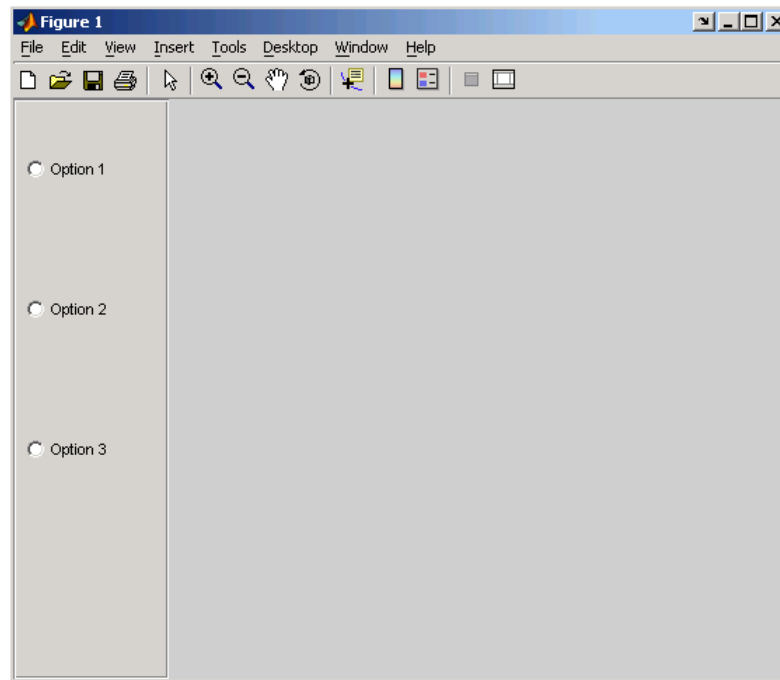 Figure 1
File Edit View Insert Tools Desktop Window Help
Option 1
Option 2
Option 3